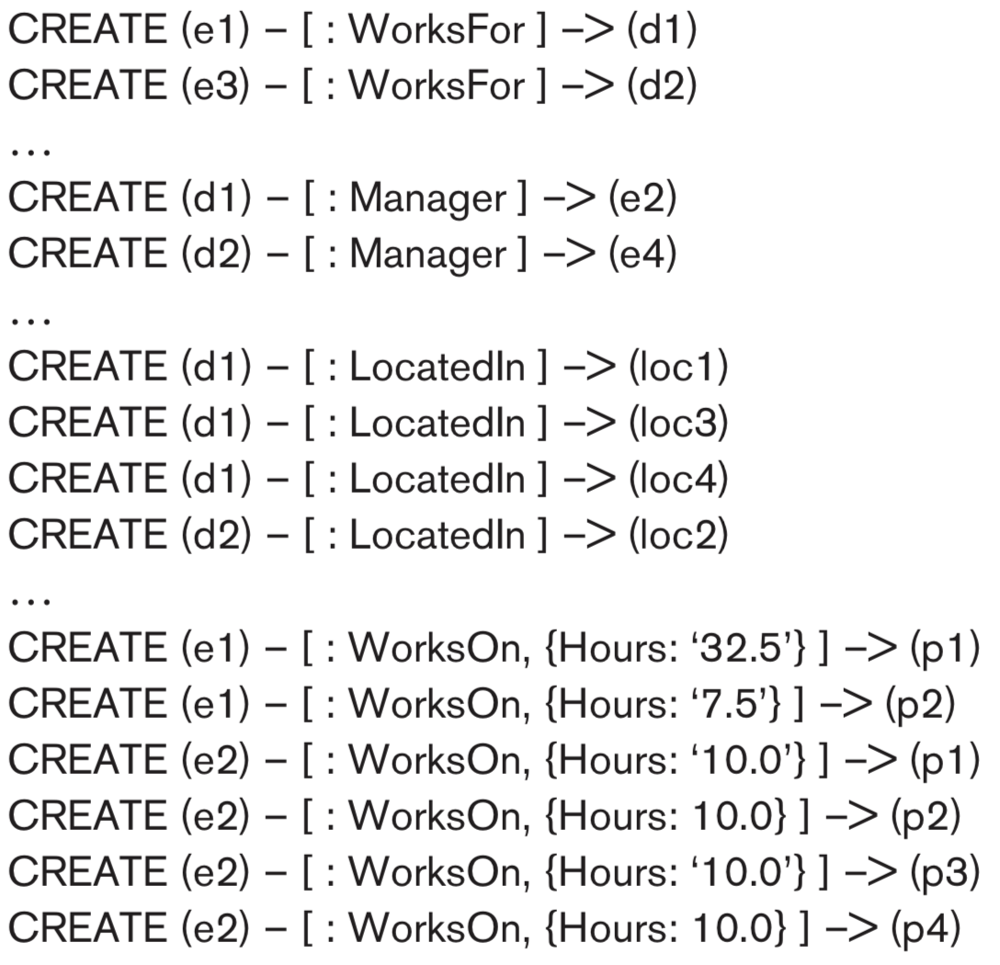 CREATE (e1) – [ : WorksFor ] –> (d1)
CREATE (e3) – [ : WorksFor ] –> (d2)
…
CREATE (d1) – [ : Manager ] –> (e2)
CREATE (d2) – [ : Manager ] –> (e4)
…
CREATE (d1) – [ : LocatedIn ] –> (loc1)
CREATE (d1) – [ : LocatedIn ] –> (loc3)
CREATE (d1) – [ : LocatedIn ] –> (loc4)
CREATE (d2) – [ : LocatedIn ] –> (loc2)
…
CREATE (e1) – [ : WorksOn, {Hours: ‘32.5’} ] –> (p1)
CREATE (e1) – [ : WorksOn, {Hours: ‘7.5’} ] –> (p2)
CREATE (e2) – [ : WorksOn, {Hours: ‘10.0’} ] –> (p1)
CREATE (e2) – [ : WorksOn, {Hours: 10.0} ] –> (p2)
CREATE (e2) – [ : WorksOn, {Hours: ‘10.0’} ] –> (p3)
CREATE (e2) – [ : WorksOn, {Hours: 10.0} ] –> (p4)